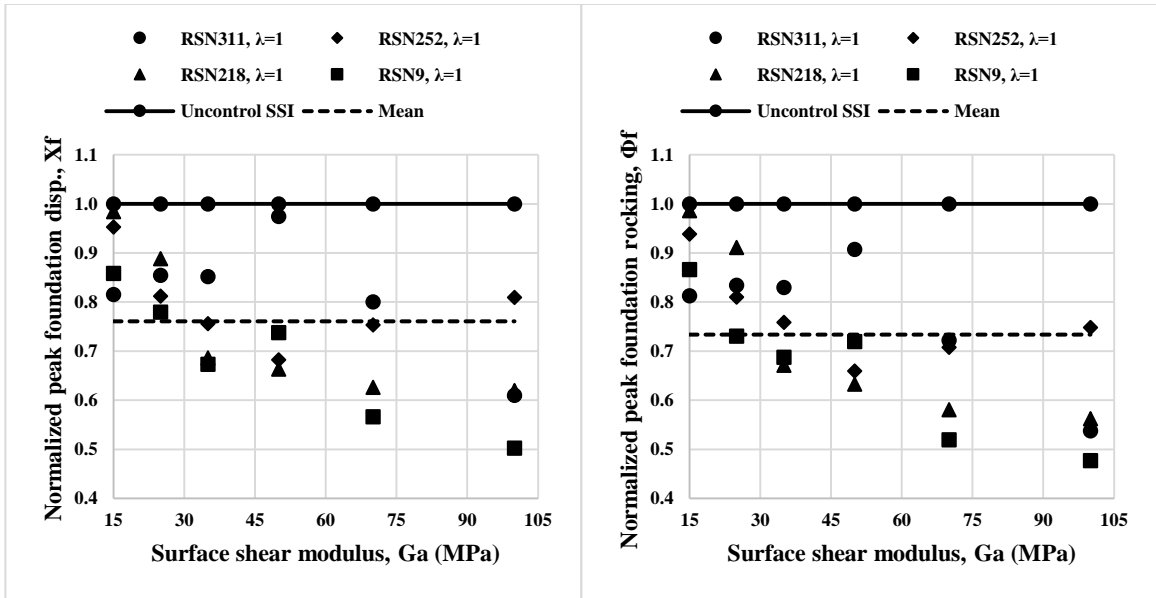 RSN311, λ=1 RSN252, λ=1
RSN218, λ=1 RSN9, λ=1
Uncontrol SSI Mean
Normalized peak foundation disp., Xf
1.1
1.0
0.9
0.8
0.7
0.6
0.5
0.4
15 30 45 60 75 90 105
Surface shear modulus, Ga (MPa)
RSN311, λ=1 RSN252, λ=1
RSN218, λ=1 RSN9, λ=1
Uncontrol SSI Mean
Normalized peak foundation rocking, Φf
1.1
1.0
0.9
0.8
0.7
0.6
0.5
0.4
15 30 45 60 75 90 105
Surface shear modulus, Ga (MPa)